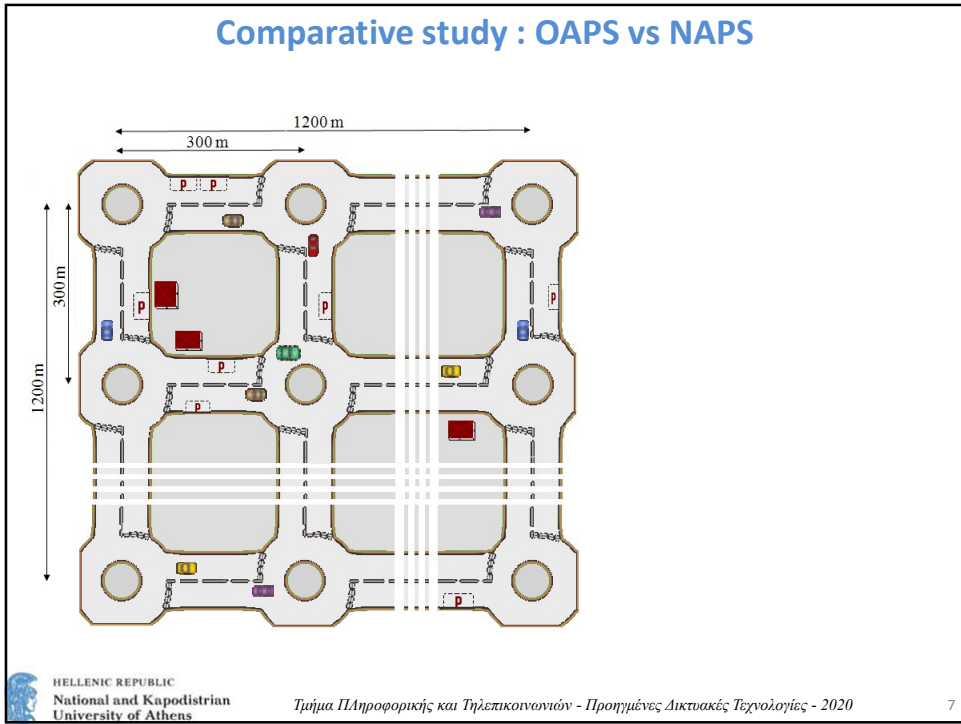 Comparative study : OAPS vs NAPS
1200 m
300 m
P P
300 m
P
P
P
P
1200 m
P
P
HELLENIC REPUBLIC
National and Kapodistrian
University of Athens
Τμήμα ΠΛηροφορικής και Τηλεπικοινωνιών - Προηγμένες Δικτυακές Τεχνολογίες - 2020
7